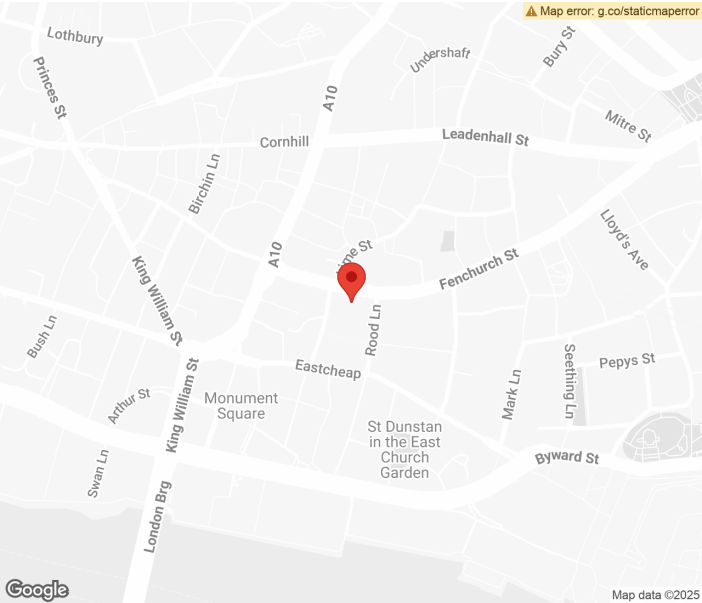 Map error: g.co/staticmaperror
Lothbury
Undershaft
Bury St
Princes St
A10
Mitre St
Cornhill
Leadenhall St
Birchin Ln
Lloyd's Ave
A10
Lime St
Fenchurch St
King William St
Rood Ln
Bush Ln
Eastcheap
Seething Ln
Pepys St
Mark Ln
Arthur St
Monument
Square
King William St
St Dunstan
in the East
Church
Garden
Byward St
Swan Ln
London Brg
Google
Map data ©2025